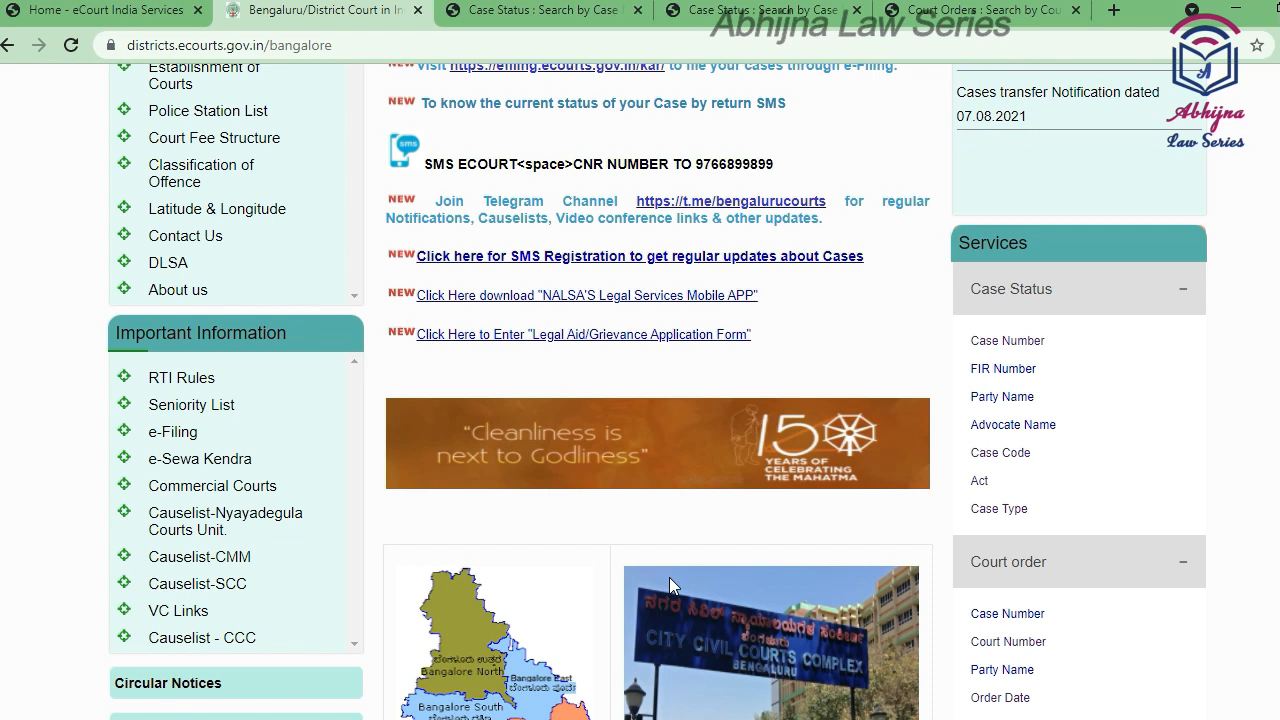 Home - eCourt India Services
Bengaluru/District Court in In
Case Status : Search by Case
Case Status : Search by Case
Court Orders : Search by Cou
Abhijna Law Series
districts.ecourts.gov.in/bangalore
Establishment of
Courts
Police Station List
Court Fee Structure
Classification of
Offence
Latitude & Longitude
Contact Us
DLSA
About us
Important Information
RTI Rules
Seniority List
e-Filing
e-Sewa Kendra
Commercial Courts
Causelist-Nyayadegula
Courts Unit.
Causelist-CMM
Causelist-SCC
VC Links
Causelist - CCC
Circular Notices
NEW Visit https://efiling.ecourts.gov.in/kar/ to file your cases through e-Filing.
NEW To know the current status of your Case by return SMS
sms
SMS ECOURT<space>CNR NUMBER TO 9766899899
NEW Join Telegram Channel https://t.me/bengalurucourts for regular
Notifications, Causelists, Video conference links & other updates.
NEW Click here for SMS Registration to get regular updates about Cases
NEW Click Here download "NALSA'S Legal Services Mobile APP"
NEW Click Here to Enter "Legal Aid/Grievance Application Form"
"Cleanliness is
next to Godliness"
150
YEARS OF
CELEBRATING
THE MAHATMA
ಬೆಂಗಳೂರು ಉತ್ತರ
Bangalore North
Bangalore East
ಬೆಂಗಳೂರು ಪೂರ್ವ
Bangalore South
ನಗರ ಸಿವಿಲ್ ನ್ಯಾಯಾಲಯಗಳ ಸಂಕೀರ್ಣ
ಬೆಂಗಳೂರು
CITY CIVIL COURTS COMPLEX
BENGALURU
Cases transfer Notification dated
07.08.2021
A
Abhijna
Law Series
Services
Case Status
Case Number
FIR Number
Party Name
Advocate Name
Case Code
Act
Case Type
Court order
Case Number
Court Number
Party Name
Order Date